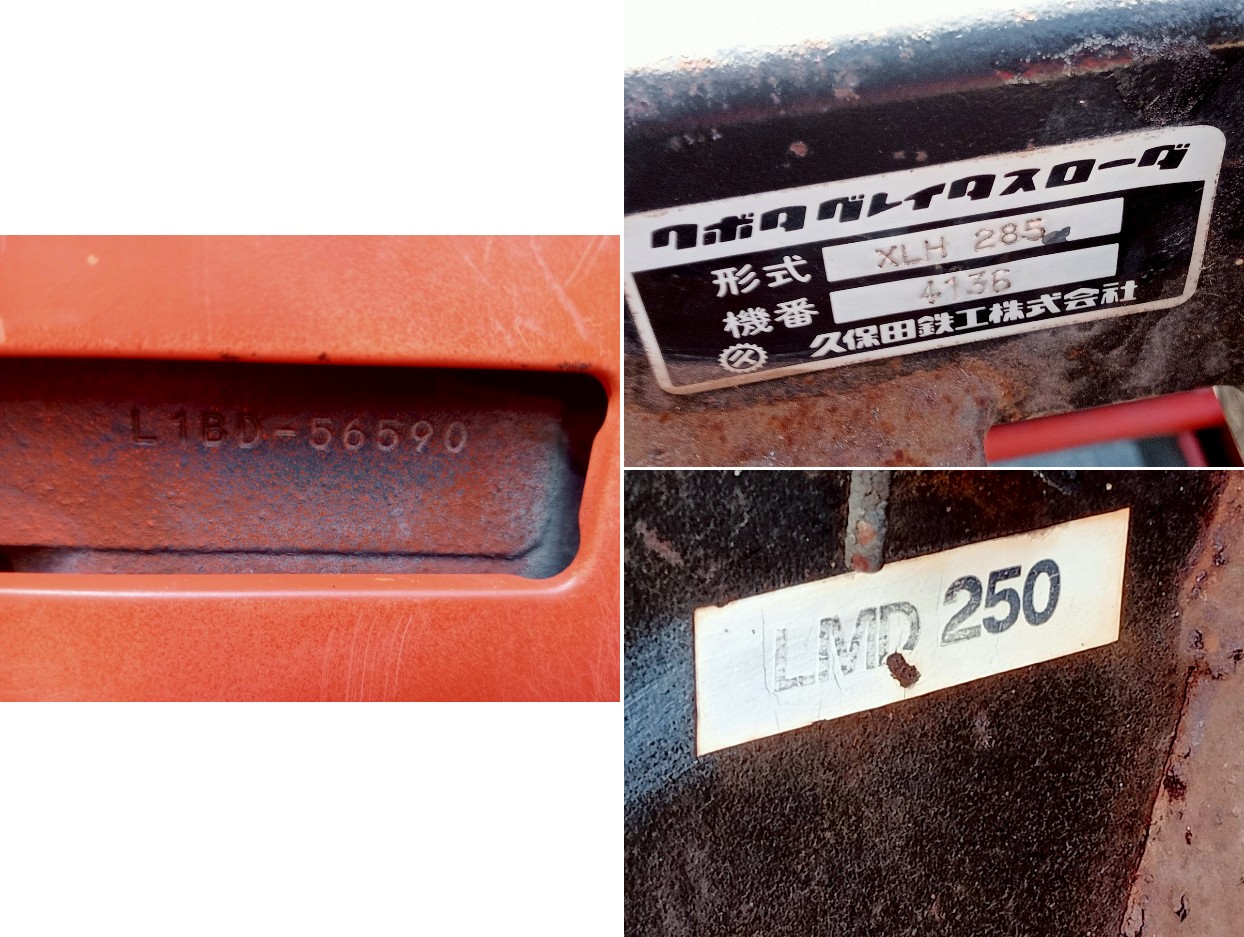 L1BD-56590
クボタグレイタスローダ
形式 XLH 285
機番 4136
久保田鉄工株式会社
LMD 250